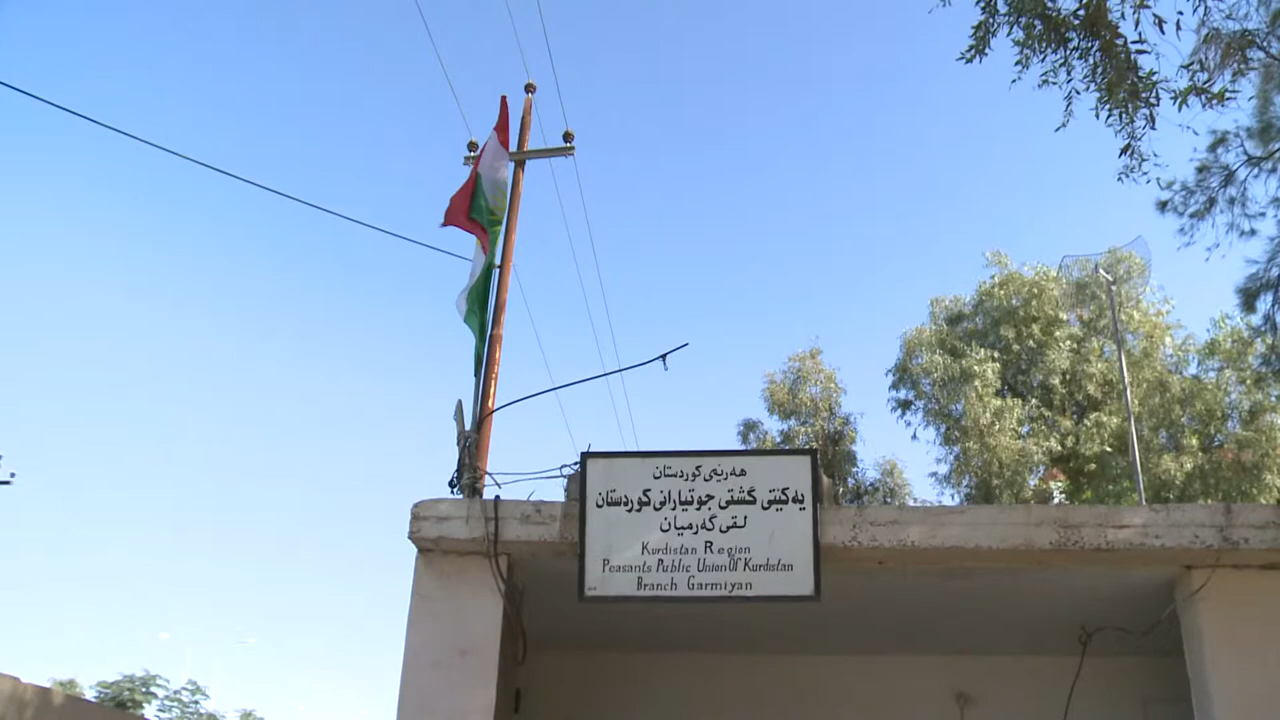 هەرێمی کوردستان
یەکێتی گشتی جوتیارانی کوردستان
لقی گەرمیان
Kurdistan Region
Peasants Public Union Of Kurdistan
Branch Garmiyan